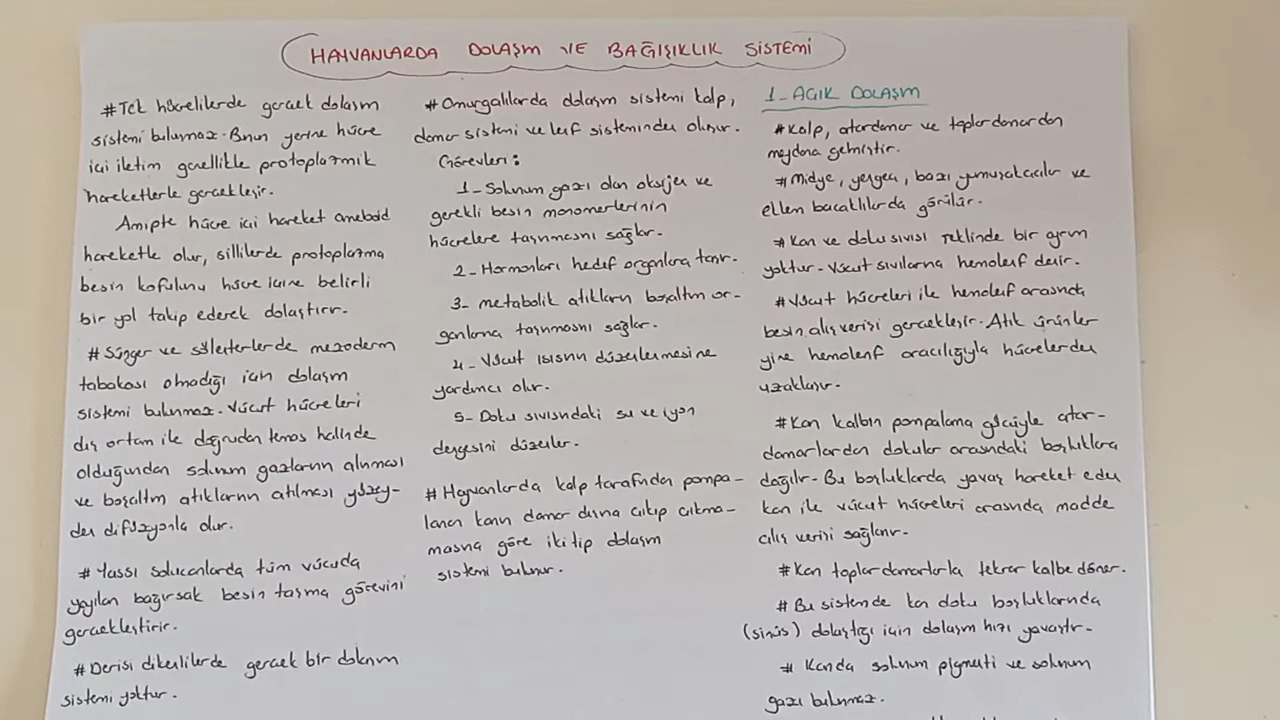 HAYVANLARDA DOLAŞIM VE BAĞIŞIKLIK SİSTEMİ
#Tek hücrelilerde gerçek dolaşım
sistemi bulunmaz. Bunun yerine hücre
içi iletim genellikle protoplazmik
hareketlerle gerçekleşir.
Amipte hücre içi hareket ameboid
hareketle olur, sillilerde protoplazma
besin kofulunu hücre içine belirli
bir yol takip ederek dolaştırır.
#Sünger ve sölenterlerde mezoderm
tabakası olmadığı için dolaşım
sistemi bulunmaz. Vücut hücreleri
dış ortam ile doğrudan temas halinde
olduğundan solunum gazlarının alınması
ve boşaltım atıklarının atılması yüzey-
den difüzyonla olur.
#Yassı solucanlarda tüm vücuda
yayılan bağırsak besin taşıma görevini
gerçekleştirir.
#Derisi dikenlilerde gerçek bir dolaşım
sistemi yoktur.
#Omurgalılarda dolaşım sistemi kalp,
damar sistemi ve lenf sisteminden oluşur.
Görevleri:
1- Solunum gazı olan oksijen ve
gerekli besin monomerlerinin
hücrelere taşınmasını sağlar.
2- Hormonları hedef organlara taşır.
3- metabolik atıkların boşaltım or-
ganlarına taşınmasını sağlar.
4- Vücut ısısının düzenlenmesine
yardımcı olur.
5- Doku sıvısındaki su ve iyon
dengesini düzenler.
#Hayvanlarda kalp tarafından pompa-
lanan kanın damar dışına çıkıp çıkma-
masına göre iki tip dolaşım
sistemi bulunur.
1- AÇIK DOLAŞIM
#Kalp, atardamar ve toplardamardan
meydana gelmiştir.
#Midye, yengeç, bazı yumuşakçalar ve
eklem bacaklılarda görülür.
#Kan ve doku sıvısı şeklinde bir ayrım
yoktur. Vücut sıvılarına hemolenf denir.
#Vücut hücreleri ile hemolenf arasında
besin alış verişi gerçekleşir. Atık ürünler
yine hemolenf aracılığıyla hücrelerden
uzaklaşır.
#Kan kalbin pompalama gücüyle atar-
damarlardan dokular arasındaki boşluklara
dağılır. Bu boşluklarda yavaş hareket eden
kan ile vücut hücreleri arasında madde
alış verişi sağlanır.
#Kan toplardamarlarla tekrar kalbe döner.
#Bu sistemde kan doku boşluklarında
(sinüs) dolaştığı için dolaşım hızı yavaştır.
#Kanda solunum pigmenti ve solunum
gazı bulunmaz.